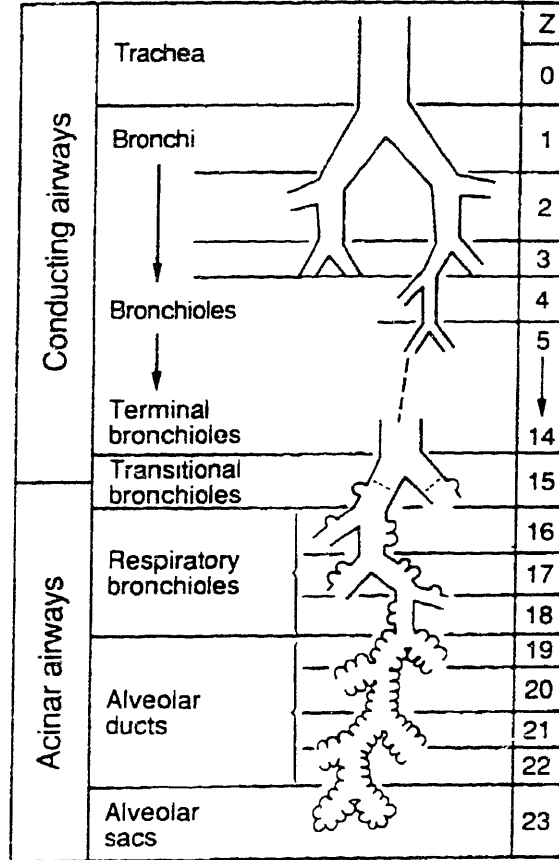 Conducting airways
Acinar airways
Trachea
Bronchi
Bronchioles
Terminal
bronchioles
Transitional
bronchioles
Respiratory
bronchioles
Alveolar
ducts
Alveolar
sacs
Z
0
1
2
3
4
5
14
15
16
17
18
19
20
21
22
23